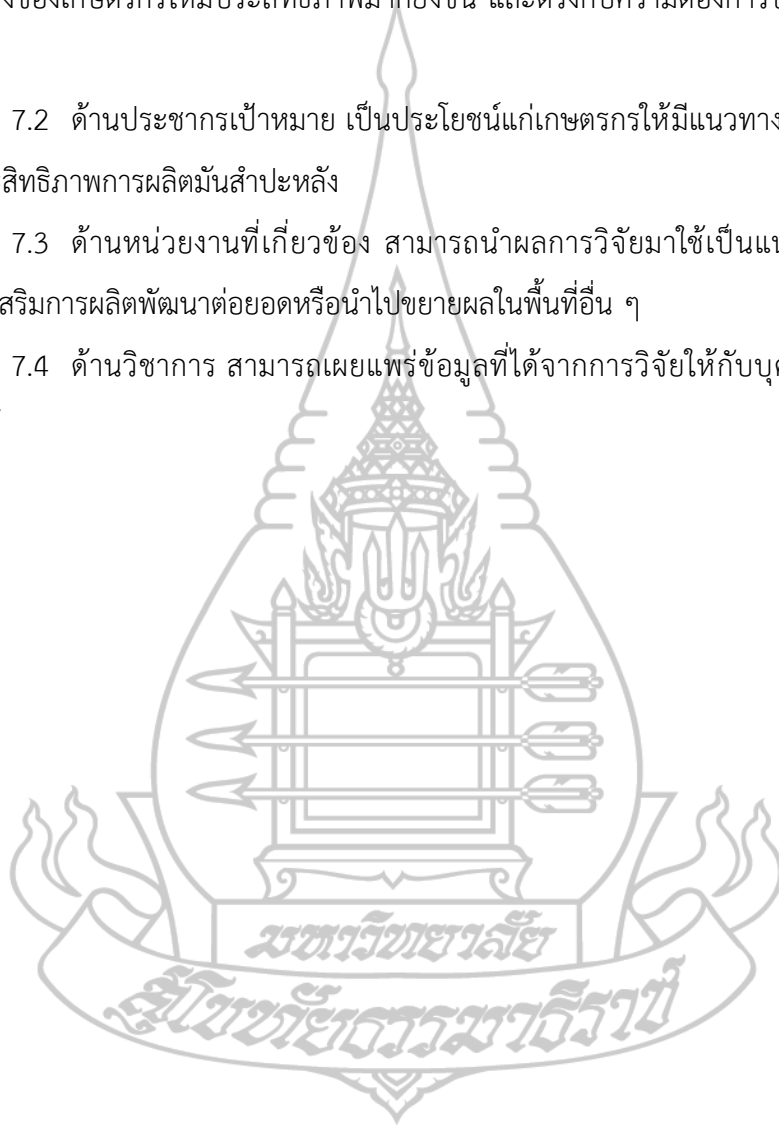 ของเกษตรกรให้มีประสิทธิภาพมากยิ่งขึ้น และตรงกับความต้องการ
7.2 ด้านประชากรเป้าหมาย เป็นประโยชน์แก่เกษตรกรให้มีแนวทาง
สิทธิภาพการผลิตมันสำปะหลัง
7.3 ด้านหน่วยงานที่เกี่ยวข้อง สามารถนำผลการวิจัยมาใช้เป็น
เสริมการผลิตพัฒนาต่อยอดหรือนำไปขยายผลในพื้นที่อื่น ๆ
7.4 ด้านวิชาการ สามารถเผยแพร่ข้อมูลที่ได้จากการวิจัยให้กับ
มหาวิทยาลัย
สุโขทัยธรรมาธิราช